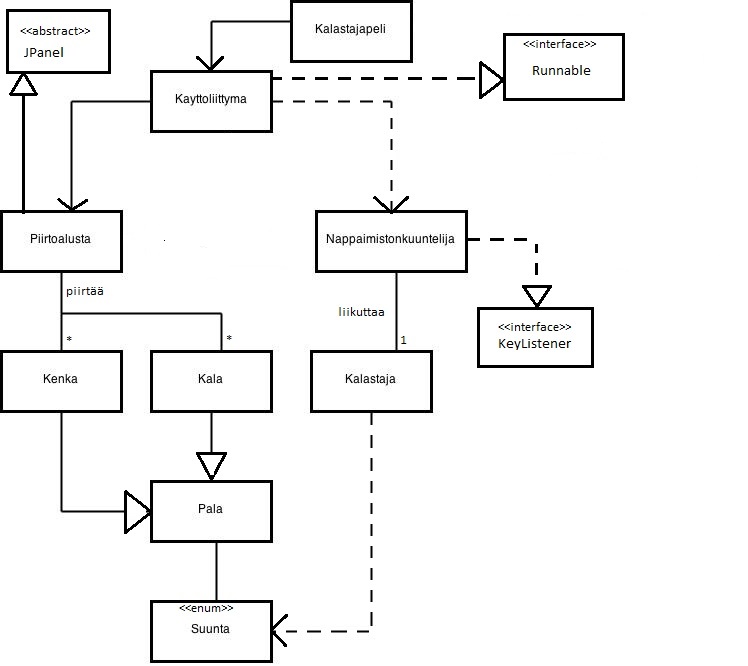 Kalastajapeli
<<abstract>>
JPanel
<<interface>>
Runnable
Kayttoliittyma
Piirtoalusta
Nappaimistonkuuntelija
piirtää
liikuttaa
<<interface>>
KeyListener
*
*
1
Kenka
Kala
Kalastaja
Pala
<<enum>>
Suunta